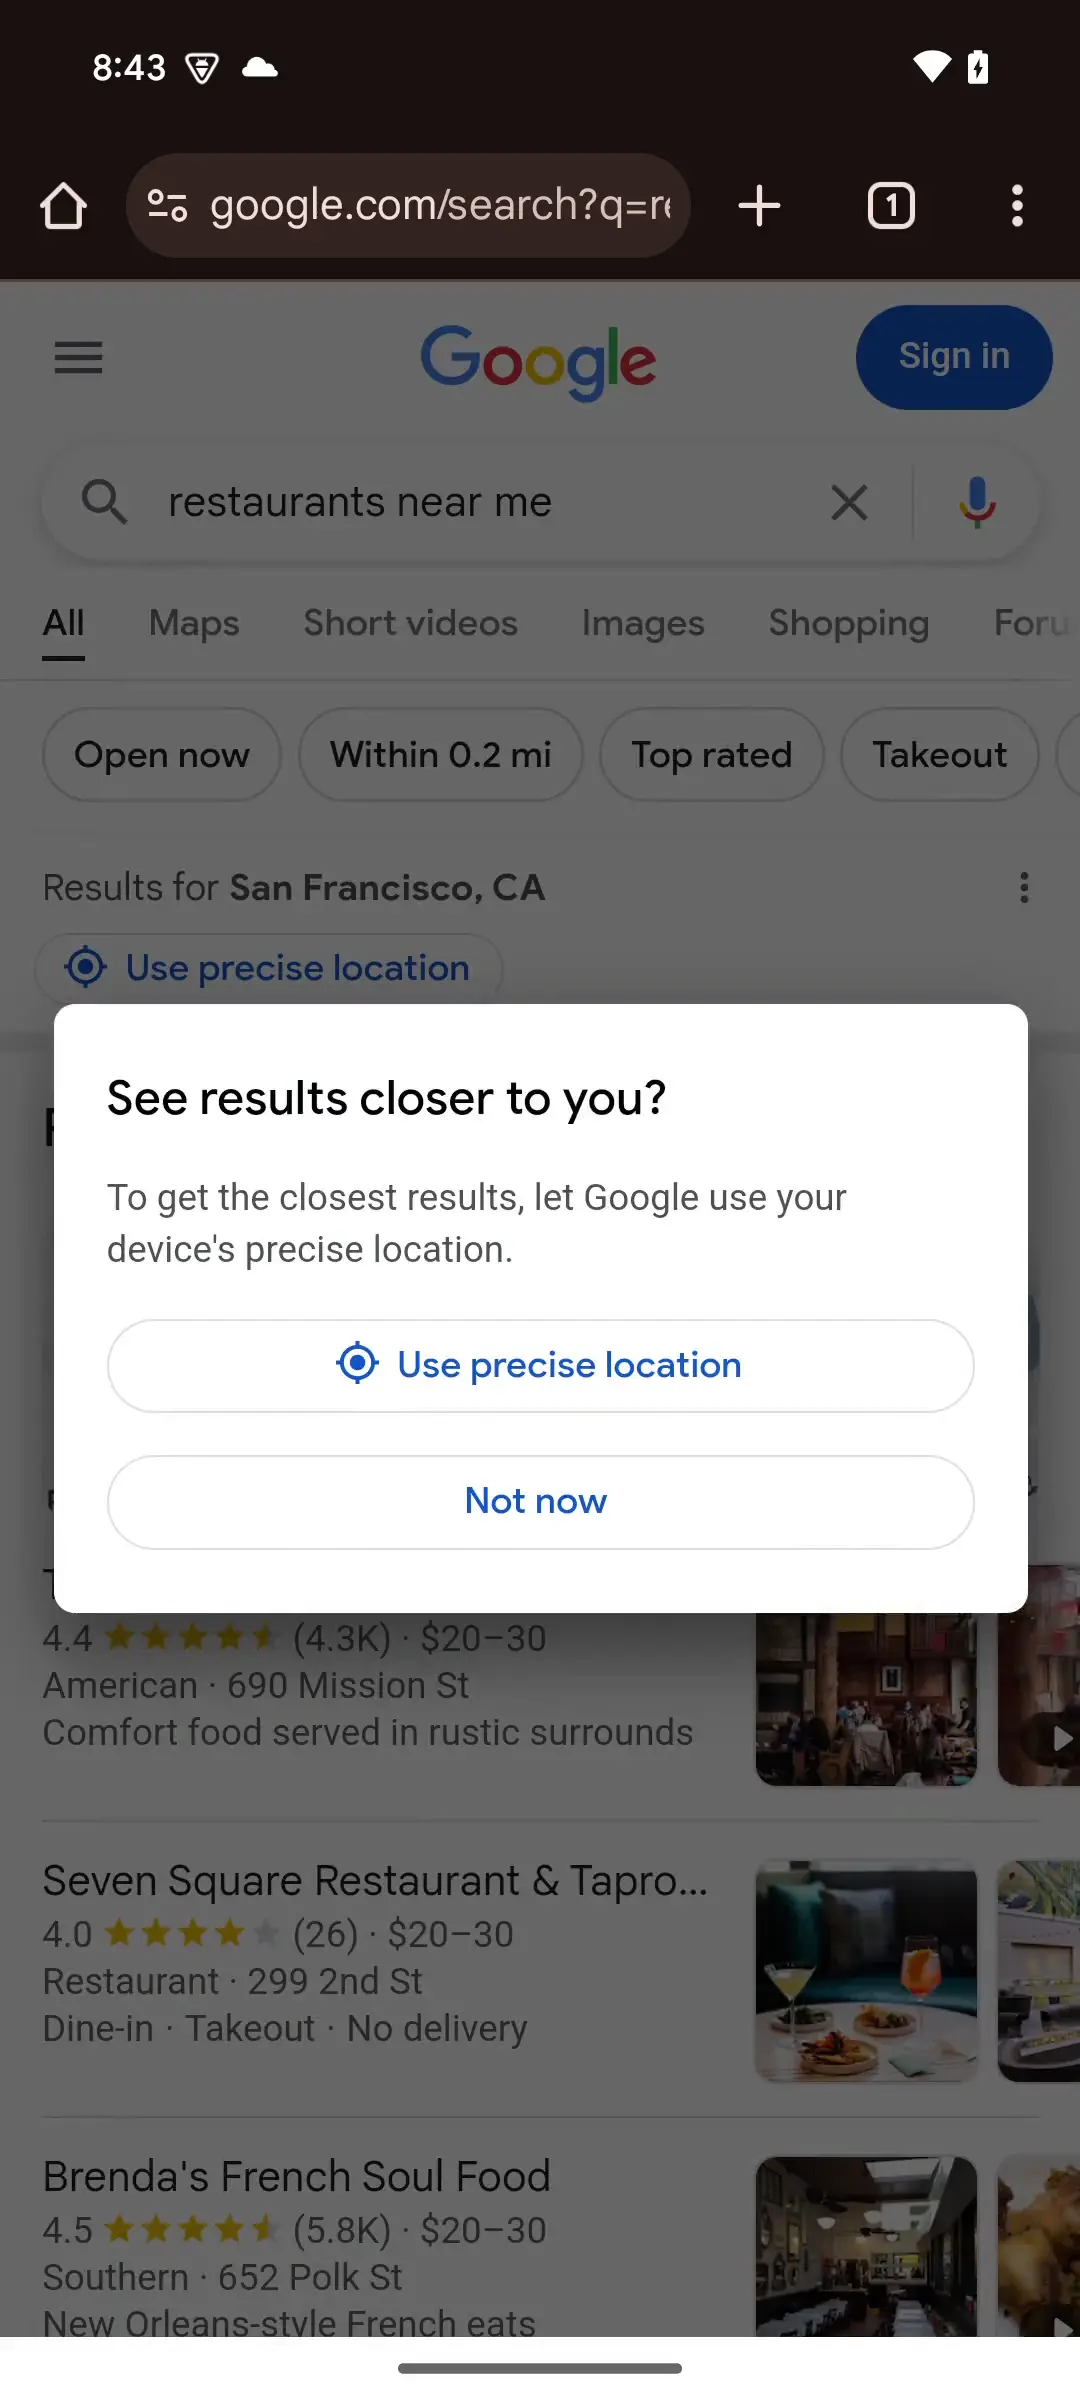 8:43
google.com/search?q=re
1
Google
Sign in
restaurants near me
All Maps Short videos Images Shopping Foru
Open now Within 0.2 mi Top rated Takeout
Results for San Francisco, CA
Use precise location
See results closer to you?
To get the closest results, let Google use your
device's precise location.
Use precise location
Not now
4.4 (4.3K) · $20–30
American · 690 Mission St
Comfort food served in rustic surrounds
Seven Square Restaurant & Tapro...
4.0 (26) · $20–30
Restaurant · 299 2nd St
Dine-in · Takeout · No delivery
Brenda's French Soul Food
4.5 (5.8K) · $20–30
Southern · 652 Polk St
New Orleans-style French eats